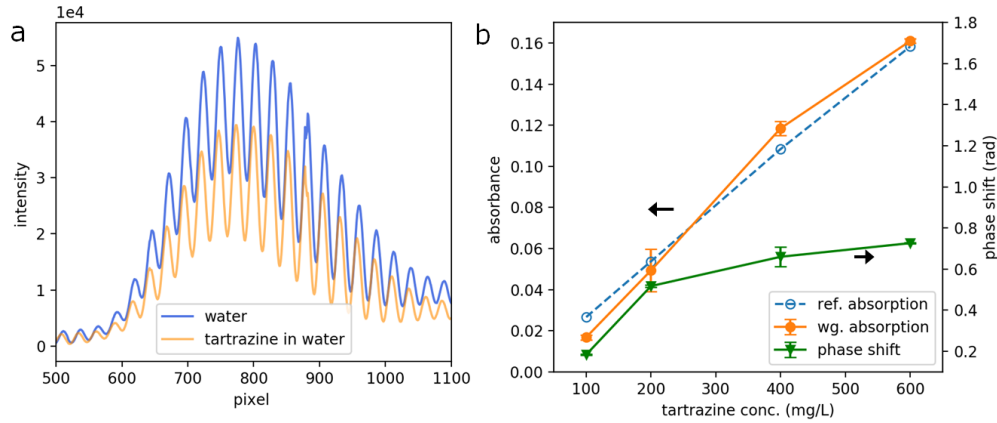 a
1e4
5
4
3
2
1
0
intensity
500 600 700 800 900 1000 1100
pixel
water
tartrazine in water
b
0.16
0.14
0.12
0.10
0.08
0.06
0.04
0.02
0.00
absorbance
100 200 300 400 500 600
tartrazine conc. (mg/L)
1.8
1.6
1.4
1.2
1.0
0.8
0.6
0.4
0.2
phase shift (rad)
ref. absorption
wg. absorption
phase shift